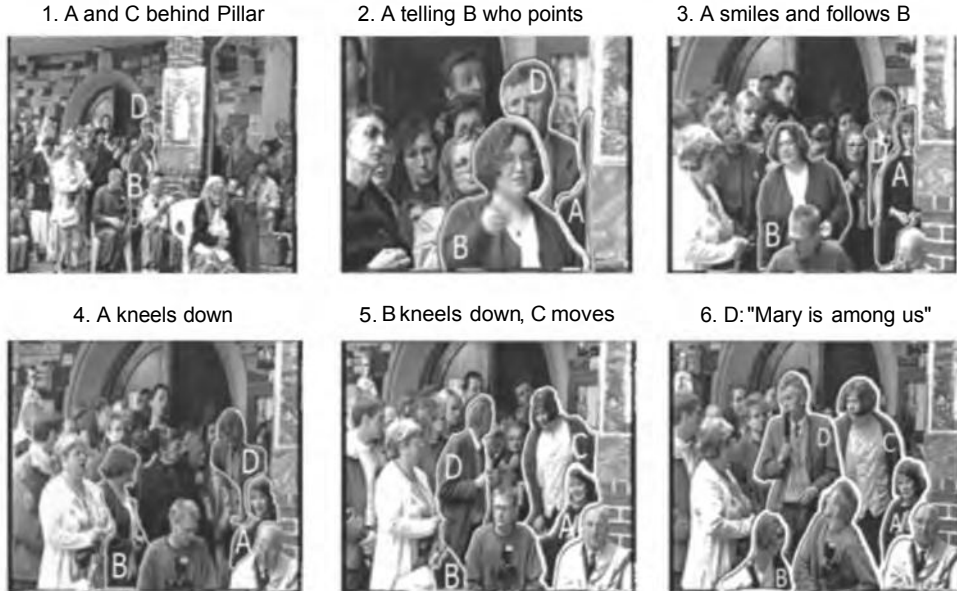 1. A and C behind Pillar
2. A telling B who points
3. A smiles and follows B
D
B
D
A
B
D
A
B
4. A kneels down
5. B kneels down, C moves
6. D: "Mary is among us"
D
A
B
D
C
A
B
D
C
A
B